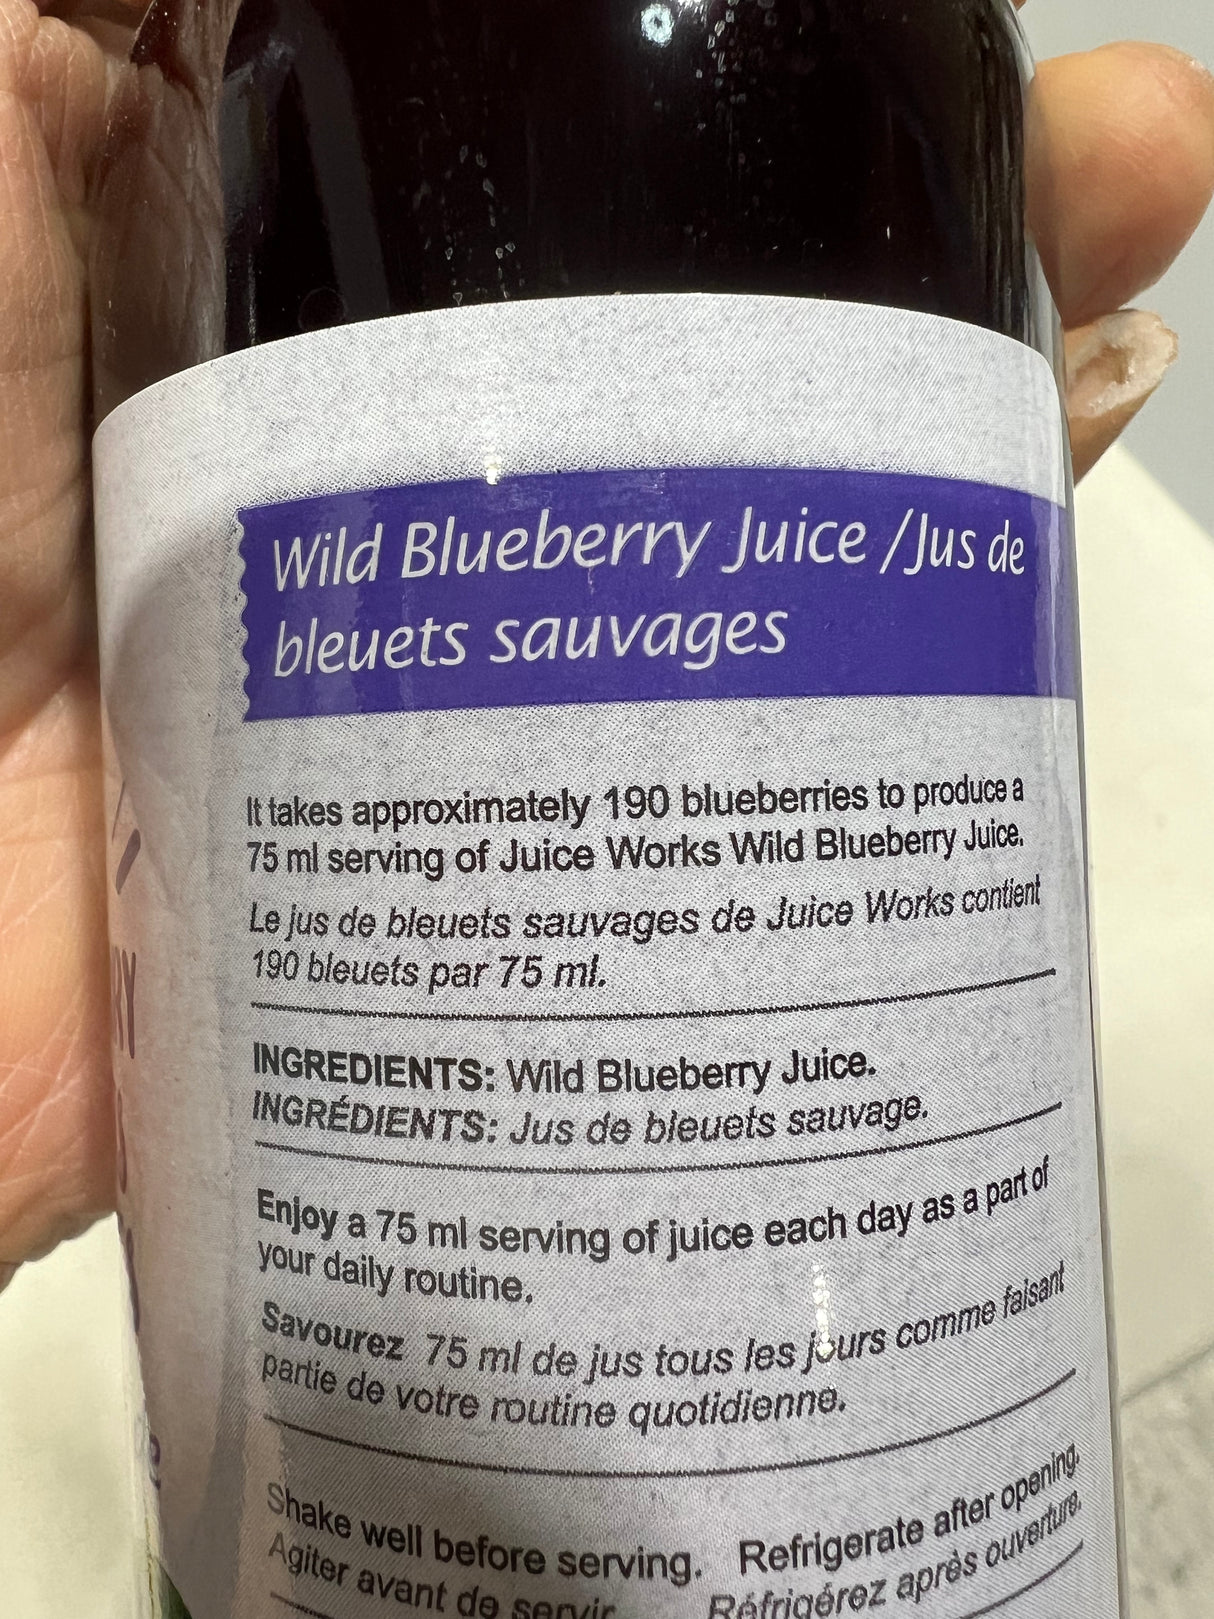 Wild Blueberry Juice /Jus de
bleuets sauvages
It takes approximately 190 blueberries to produce a
75 ml serving of Juice Works Wild Blueberry Juice.
Le jus de bleuets sauvages de Juice Works contient
190 bleuets par 75 ml.
INGREDIENTS: Wild Blueberry Juice.
INGRÉDIENTS: Jus de bleuets sauvage.
Enjoy a 75 ml serving of juice each day as a part of
your daily routine.
Savourez 75 ml de jus tous les jours comme faisant
partie de votre routine quotidienne.
Shake well before serving. Refrigerate after opening.
Agiter avant de servir Réfrigérez après ouverture.